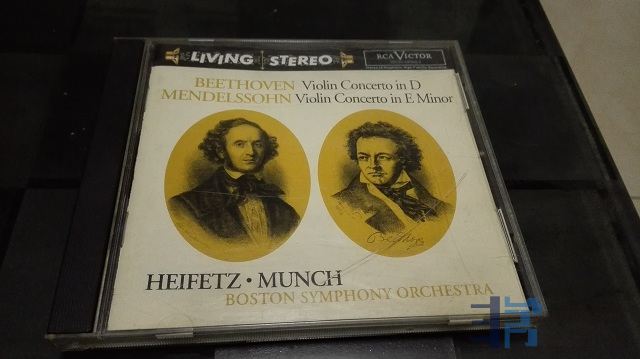 LIVING STEREO
RCA VICTOR
BEETHOVEN Violin Concerto in D
MENDELSSOHN Violin Concerto in E Minor
HEIFETZ • MUNCH
BOSTON SYMPHONY ORCHESTRA